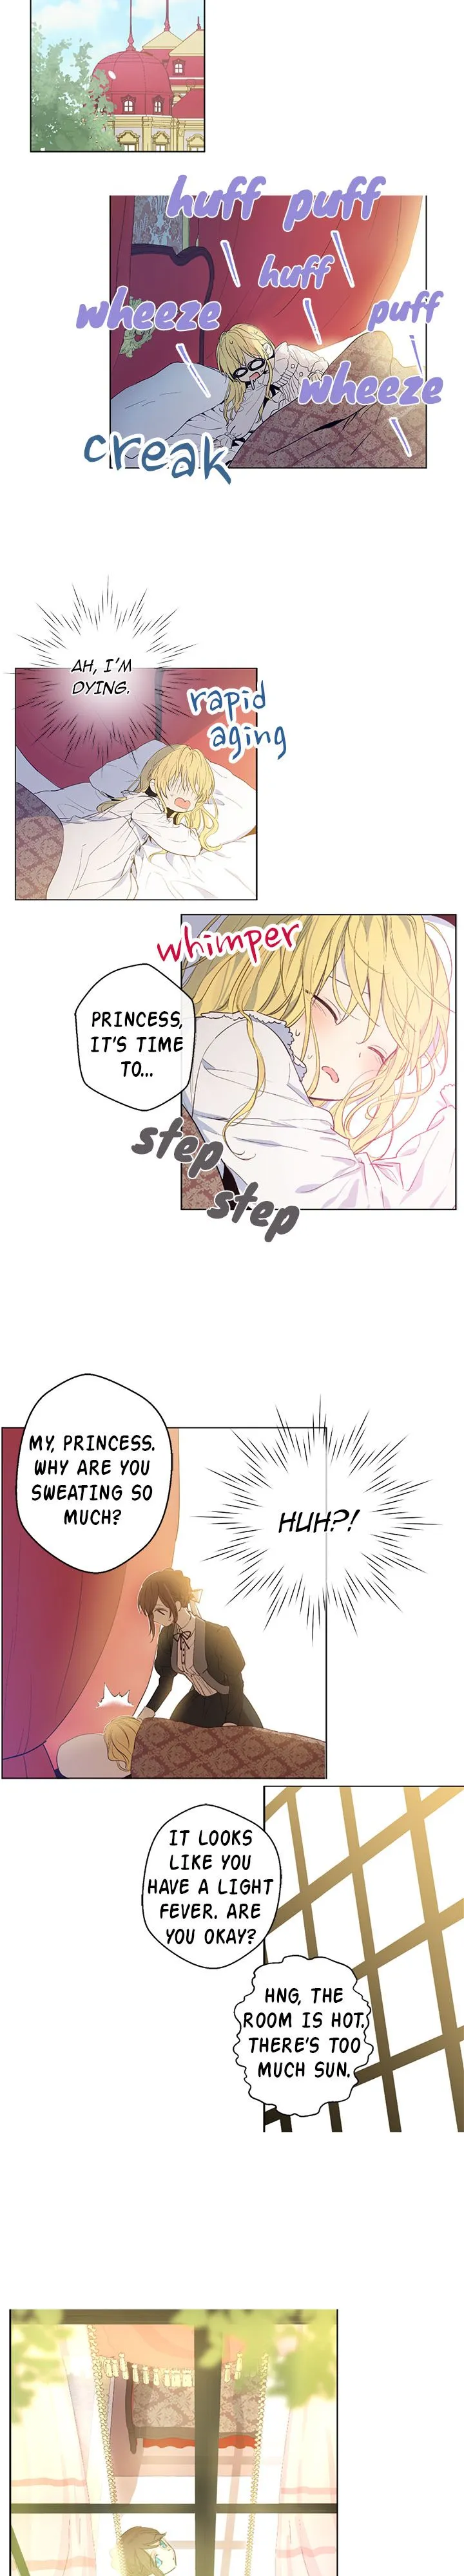 huff puff
huff
wheeze
puff
wheeze
creak
AH, I'M
DYING.
rapid
aging
whimper
PRINCESS,
IT'S TIME
TO...
step
step
MY, PRINCESS.
WHY ARE YOU
SWEATING SO
MUCH?
HUH?!
IT LOOKS
LIKE YOU
HAVE A LIGHT
FEVER. ARE
YOU OKAY?
HNG, THE
ROOM IS HOT.
THERE'S TOO
MUCH SUN.